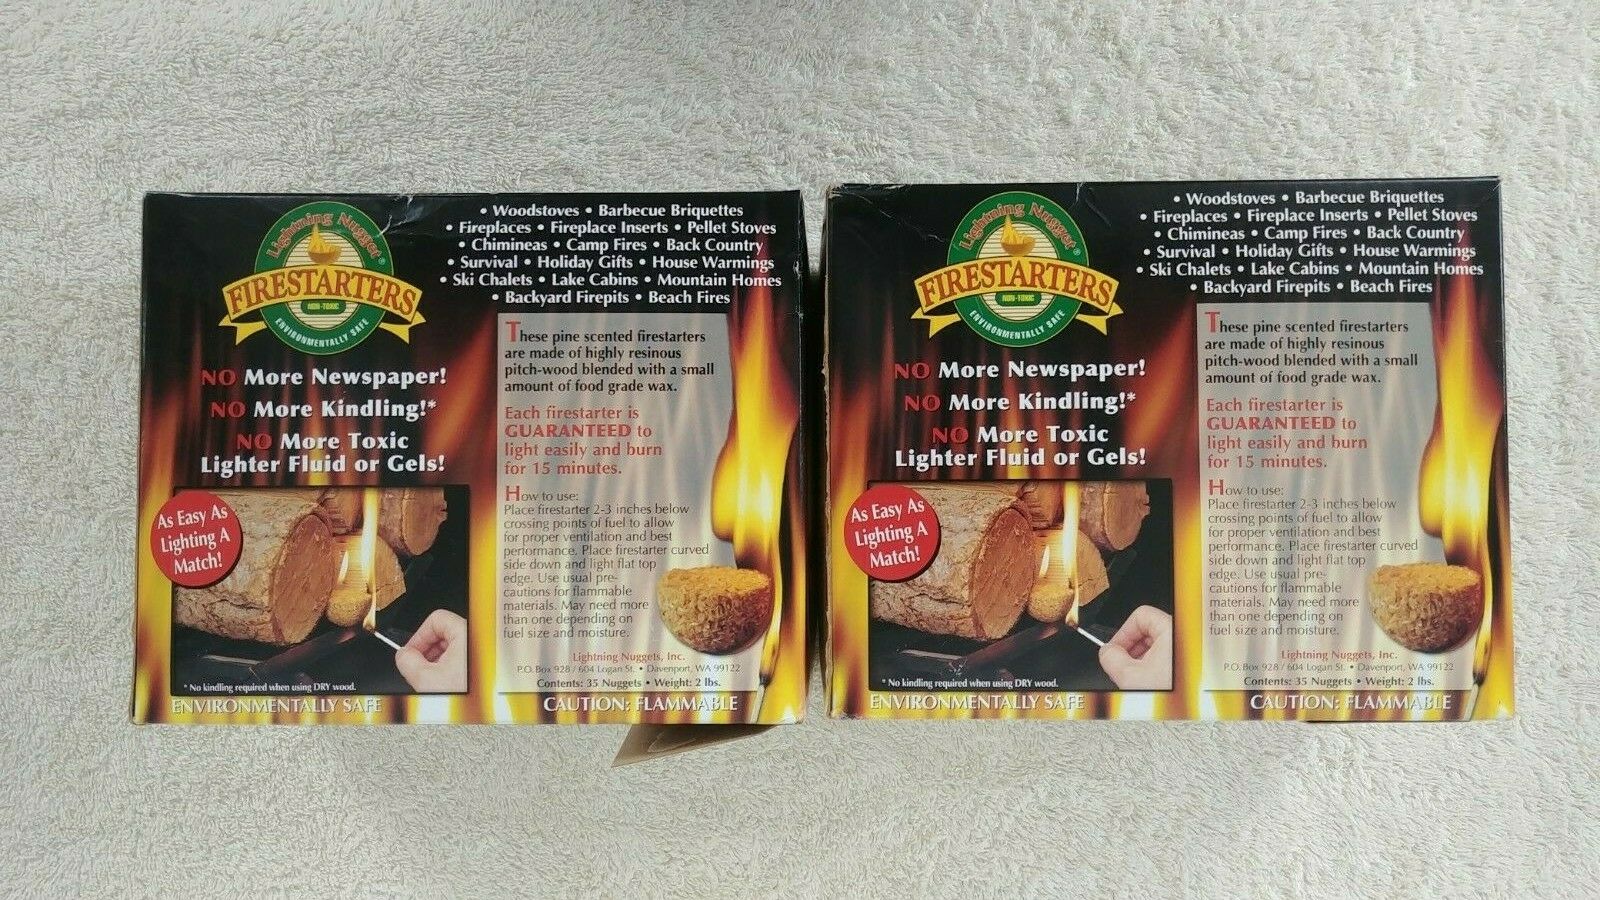 Lightning Nugget®
FIRESTARTERS
NON-TOXIC
ENVIRONMENTALLY SAFE
• Woodstoves • Barbecue Briquettes
• Fireplaces • Fireplace Inserts • Pellet Stoves
• Chimineas • Camp Fires • Back Country
• Survival • Holiday Gifts • House Warmings
• Ski Chalets • Lake Cabins • Mountain Homes
• Backyard Firepits • Beach Fires
NO More Newspaper!
NO More Kindling!*
NO More Toxic
Lighter Fluid or Gels!
As Easy As
Lighting A
Match!
* No kindling required when using DRY wood.
ENVIRONMENTALLY SAFE
These pine scented firestarters
are made of highly resinous
pitch-wood blended with a small
amount of food grade wax.
Each firestarter is
GUARANTEED to
light easily and burn
for 15 minutes.
How to use:
Place firestarter 2-3 inches below
crossing points of fuel to allow
for proper ventilation and best
performance. Place firestarter curved
side down and light flat top
edge. Use usual pre-
cautions for flammable
materials. May need more
than one depending on
fuel size and moisture.
Lightning Nuggets, Inc.
P.O. Box 928 / 604 Logan St. • Davenport, WA 99122
Contents: 35 Nuggets • Weight: 2 lbs.
CAUTION: FLAMMABLE
Lightning Nugget®
FIRESTARTERS
NON-TOXIC
ENVIRONMENTALLY SAFE
• Woodstoves • Barbecue Briquettes
• Fireplaces • Fireplace Inserts • Pellet Stoves
• Chimineas • Camp Fires • Back Country
• Survival • Holiday Gifts • House Warmings
• Ski Chalets • Lake Cabins • Mountain Homes
• Backyard Firepits • Beach Fires
NO More Newspaper!
NO More Kindling!*
NO More Toxic
Lighter Fluid or Gels!
As Easy As
Lighting A
Match!
* No kindling required when using DRY wood.
ENVIRONMENTALLY SAFE
These pine scented firestarters
are made of highly resinous
pitch-wood blended with a small
amount of food grade wax.
Each firestarter is
GUARANTEED to
light easily and burn
for 15 minutes.
How to use:
Place firestarter 2-3 inches below
crossing points of fuel to allow
for proper ventilation and best
performance. Place firestarter curved
side down and light flat top
edge. Use usual pre-
cautions for flammable
materials. May need more
than one depending on
fuel size and moisture.
Lightning Nuggets, Inc.
P.O. Box 928 / 604 Logan St. • Davenport, WA 99122
Contents: 35 Nuggets • Weight: 2 lbs.
CAUTION: FLAMMABLE